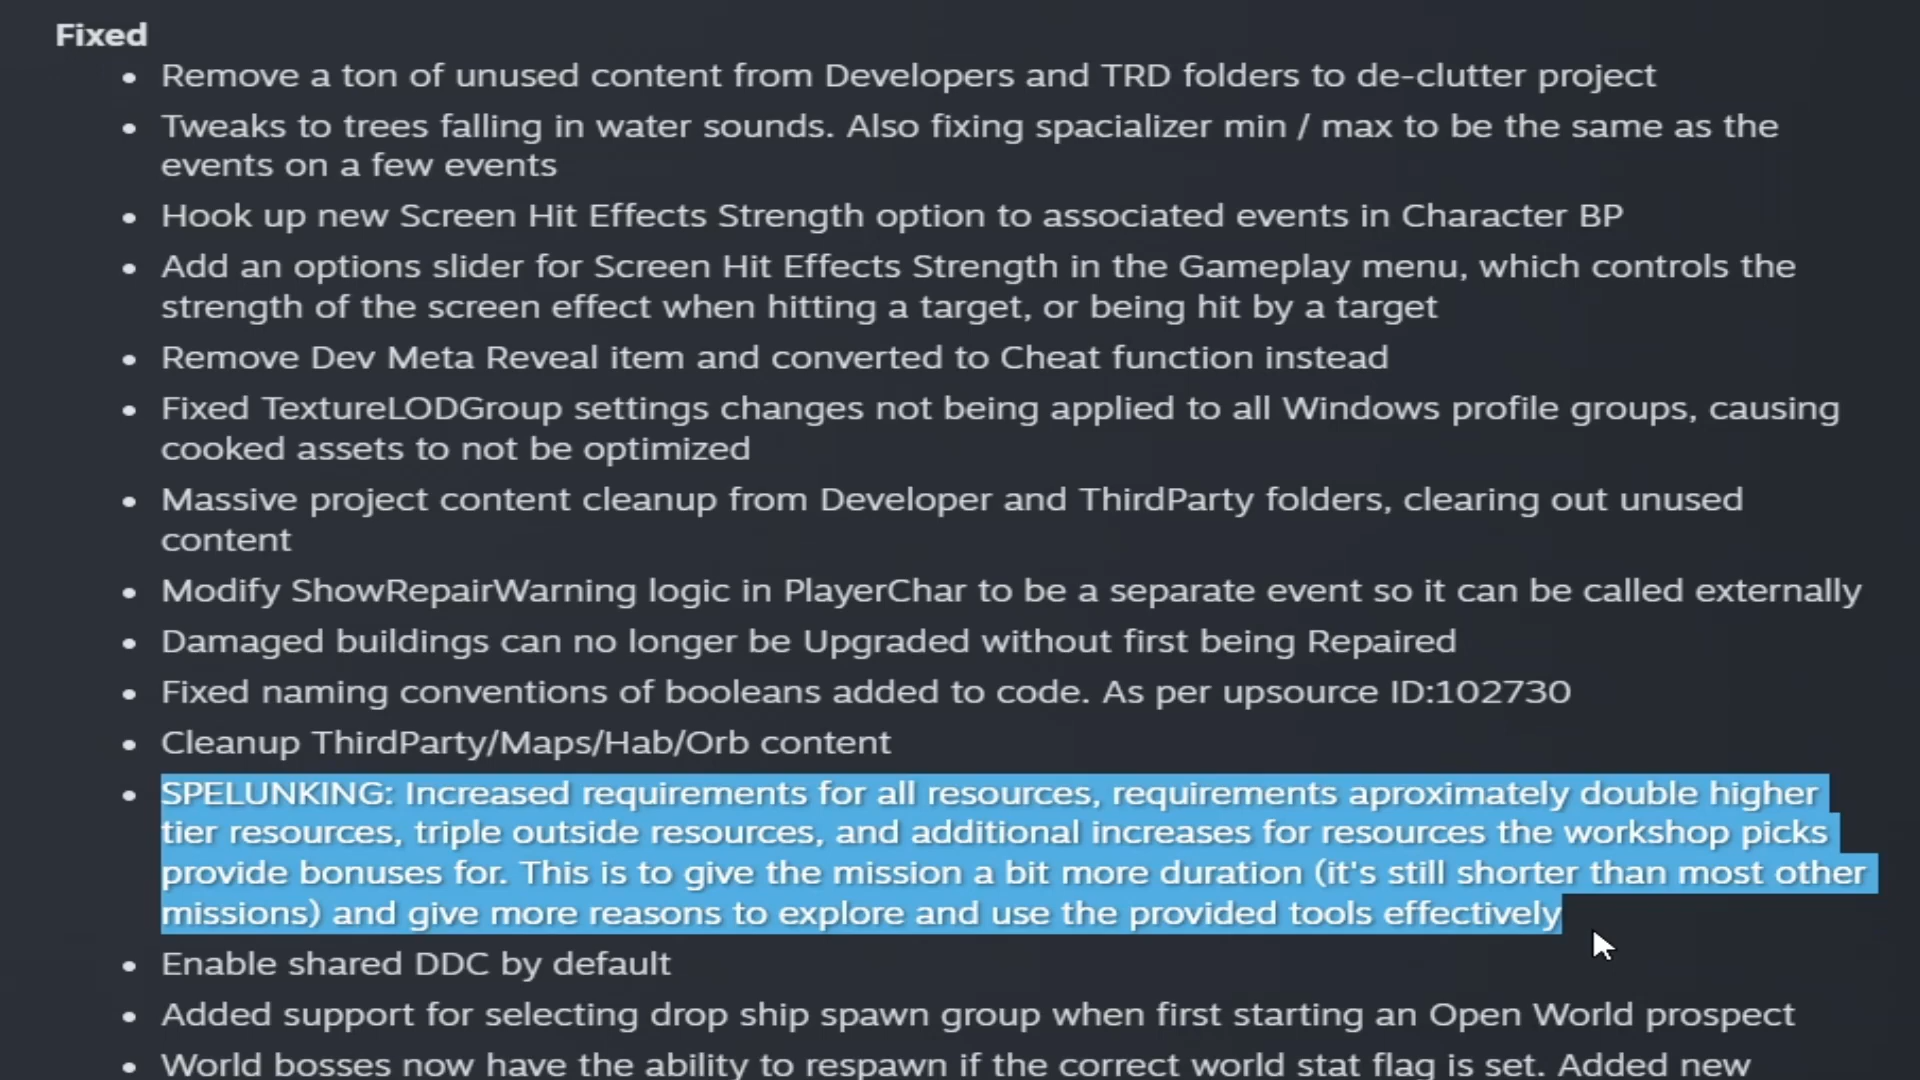 Fixed
• Remove a ton of unused content from Developers and TRD folders to de-clutter project
• Tweaks to trees falling in water sounds. Also fixing spacializer min / max to be the same as the
events on a few events
• Hook up new Screen Hit Effects Strength option to associated events in Character BP
• Add an options slider for Screen Hit Effects Strength in the Gameplay menu, which controls the
strength of the screen effect when hitting a target, or being hit by a target
• Remove Dev Meta Reveal item and converted to Cheat function instead
• Fixed TextureLODGroup settings changes not being applied to all Windows profile groups, causing
cooked assets to not be optimized
• Massive project content cleanup from Developer and ThirdParty folders, clearing out unused
content
• Modify ShowRepairWarning logic in PlayerChar to be a separate event so it can be called externally
• Damaged buildings can no longer be Upgraded without first being Repaired
• Fixed naming conventions of booleans added to code. As per upsource ID:102730
• Cleanup ThirdParty/Maps/Hab/Orb content
• SPELUNKING: Increased requirements for all resources, requirements aproximately double higher
tier resources, triple outside resources, and additional increases for resources the workshop picks
provide bonuses for. This is to give the mission a bit more duration (it's still shorter than most other
missions) and give more reasons to explore and use the provided tools effectively
• Enable shared DDC by default
• Added support for selecting drop ship spawn group when first starting an Open World prospect
• World bosses now have the ability to respawn if the correct world stat flag is set. Added new